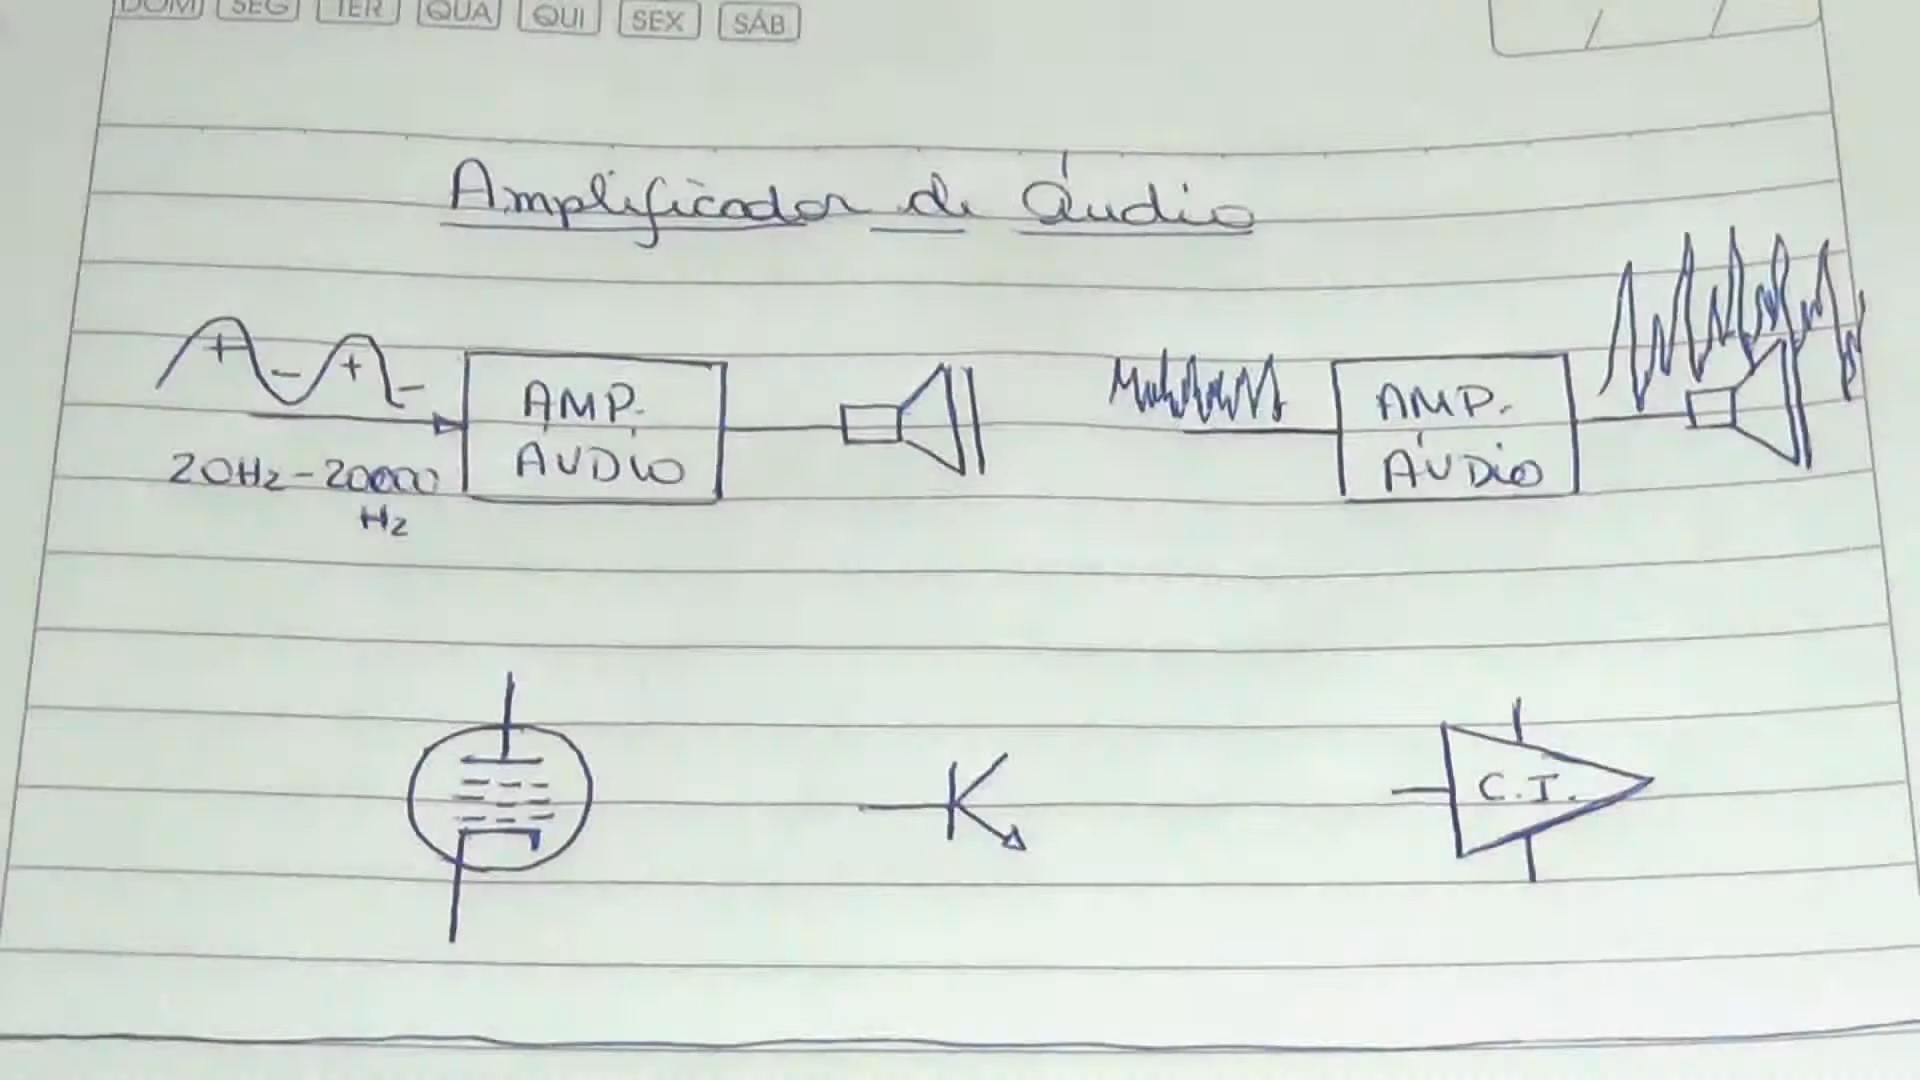 DOM SEG TER QUA QUI SEX SÁB
Amplificador de áudio
AMP.
ÁUDIO
20Hz-20000
Hz
AMP.
ÁUDIO
C.I.